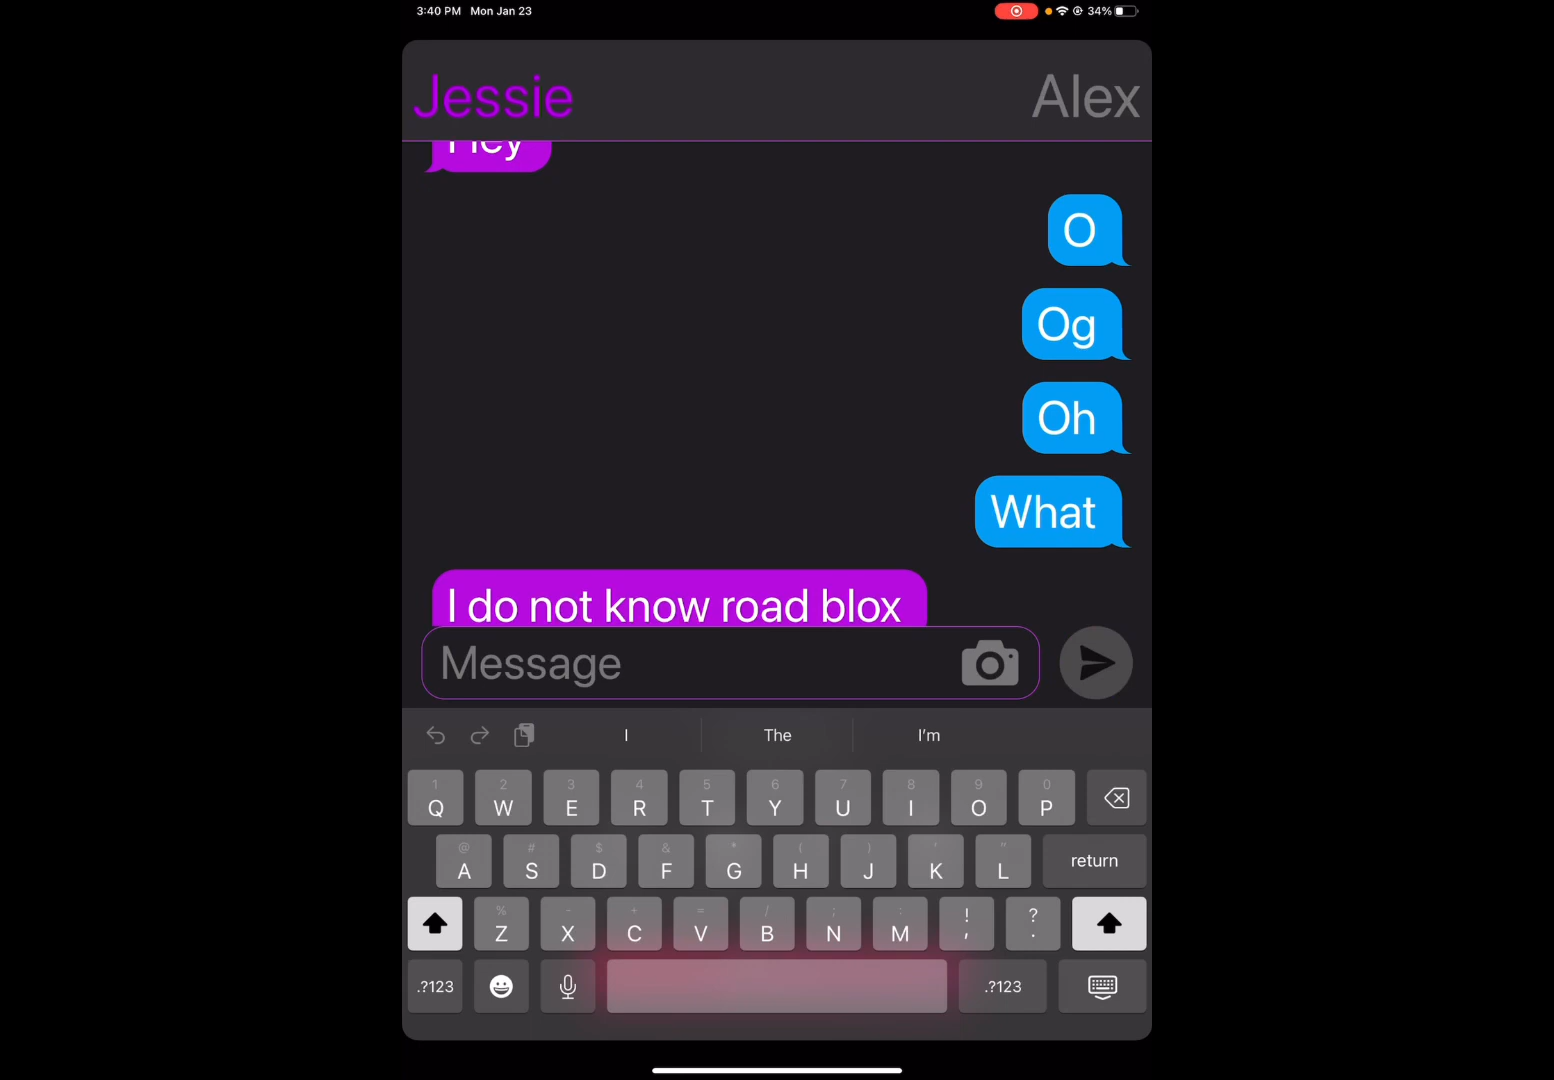 3:40 PM Mon Jan 23
34%
Jessie
Alex
Hey
O
Og
Oh
What
I do not know road blox
Message
I
The
I'm
1 2 3 4 5 6 7 8 9 0
Q W E R T Y U I O P
@ # $ & * ( ) ' "
A S D F G H J K L return
% - + = / ; : ! ?
Z X C V B N M , .
.?123 .?123